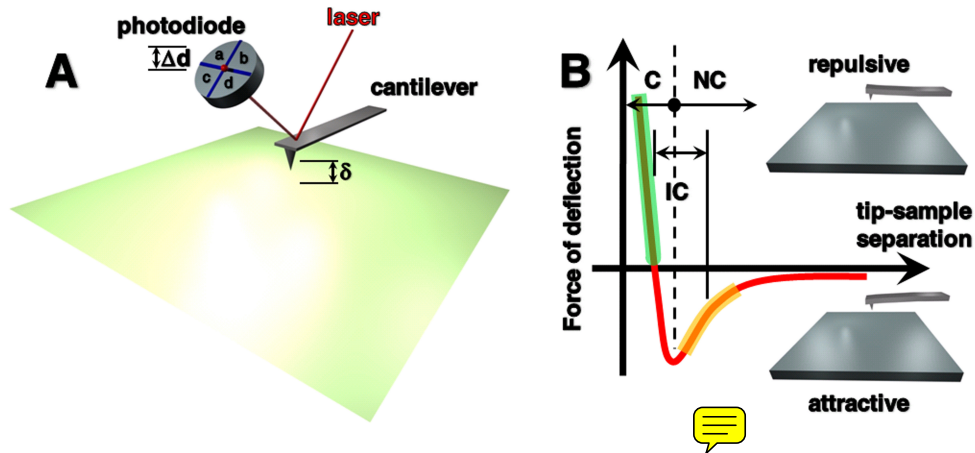 A
photodiode
Δd
a
b
c
d
laser
cantilever
δ
B
C
NC
IC
Force of deflection
repulsive
tip-sample
separation
attractive